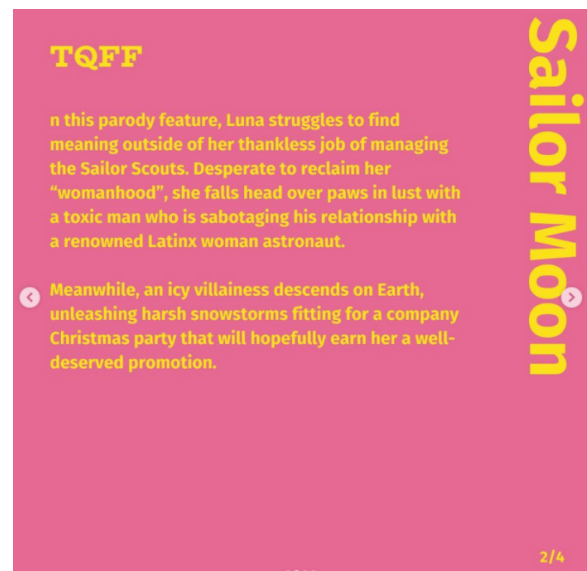 TQFF
n this parody feature, Luna struggles to find
meaning outside of her thankless job of managing
the Sailor Scouts. Desperate to reclaim her
“womanhood”, she falls head over paws in lust with
a toxic man who is sabotaging his relationship with
a renowned Latinx woman astronaut.
Meanwhile, an icy villainess descends on Earth,
unleashing harsh snowstorms fitting for a company
Christmas party that will hopefully earn her a well-
deserved promotion.
Sailor Moon
2/4